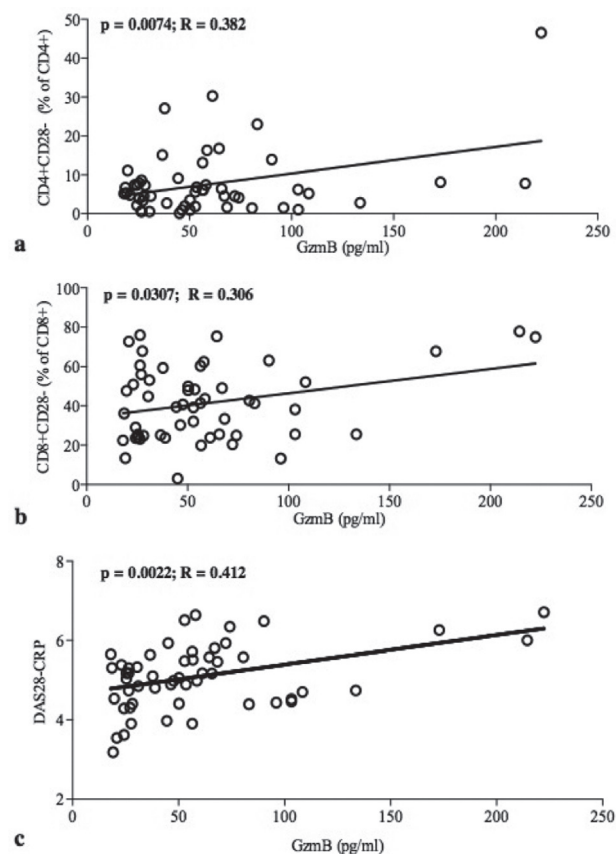 p = 0.0074; R = 0.382
CD4+CD28- (% of CD4+)
50
40
30
20
10
0
0 50 100 150 200 250
GzmB (pg/ml)
a
p = 0.0307; R = 0.306
CD8+CD28- (% of CD8+)
100
80
60
40
20
0
0 50 100 150 200 250
GzmB (pg/ml)
b
p = 0.0022; R = 0.412
DAS28-CRP
8
6
4
2
0 50 100 150 200 250
GzmB (pg/ml)
c